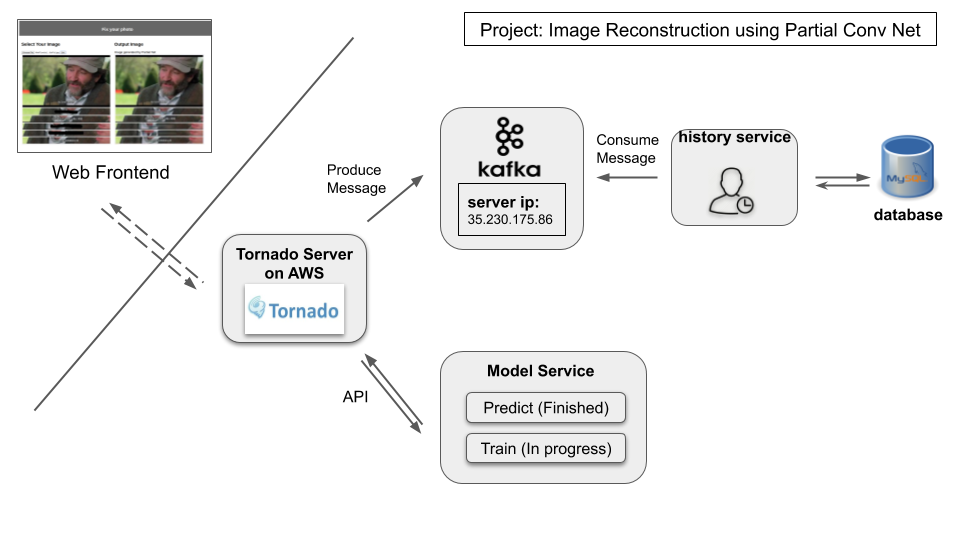 Project: Image Reconstruction using Partial Conv Net
Fix your photo
Select Your Image
Output Image
Web Frontend
Produce
Message
kafka
server ip:
35.230.175.86
Consume
Message
history service
MySQL
database
Tornado Server
on AWS
Tornado
API
Model Service
Predict (Finished)
Train (In progress)